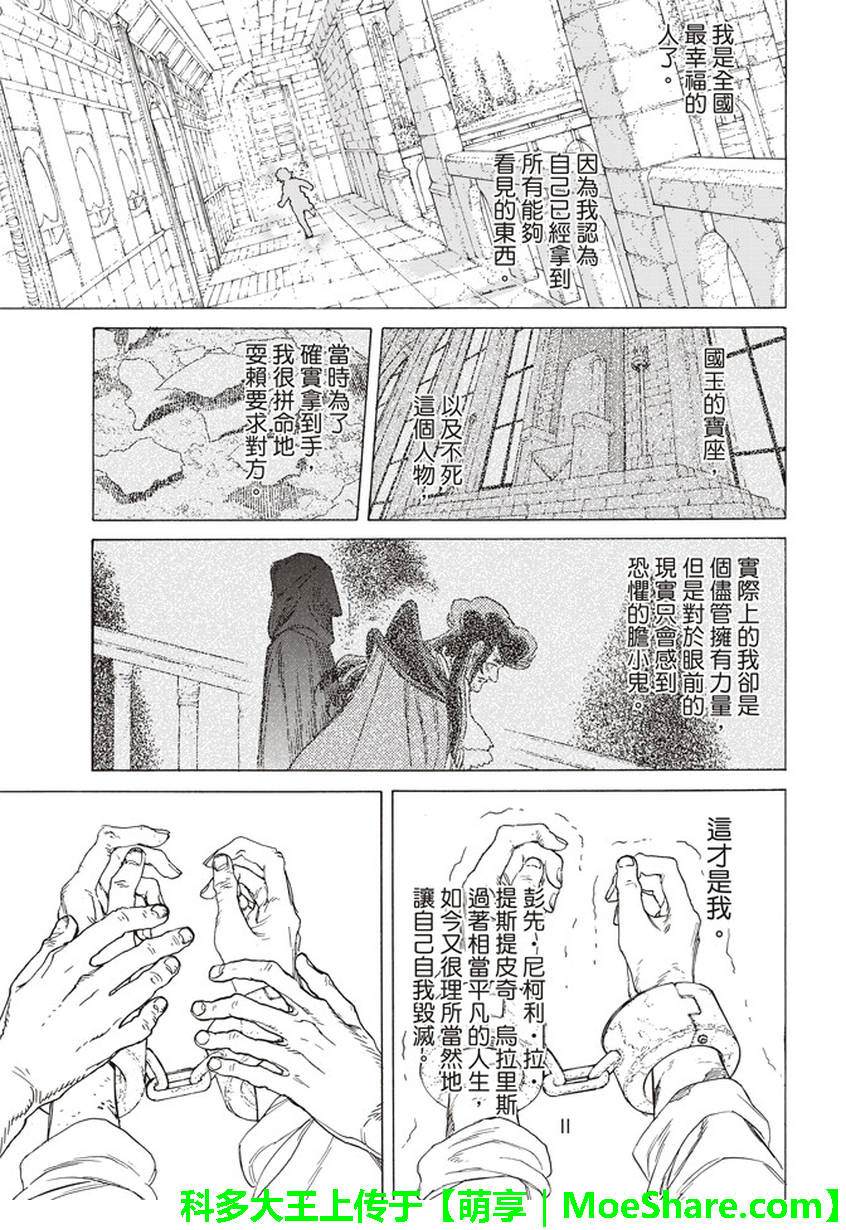 我是全國
最幸福的
人了。
因為我認為
自己已經拿到
所有能夠
看見的東西。
國王的寶座，
以及不死
這個人物，
當時為了
確實拿到手，
我很拼命地
耍賴要求對方。
實際上的我卻是
個儘管擁有力量，
但是對於眼前的
現實只會感到
恐懼的膽小鬼。
這才是我。
彭先·尼柯利·拉·
提斯提皮奇 烏拉里斯
過著相當平凡的人生，
如今又很理所當然地
讓自己自我毀滅。
11
科多大王上传于【萌享】|MoeShare.com】